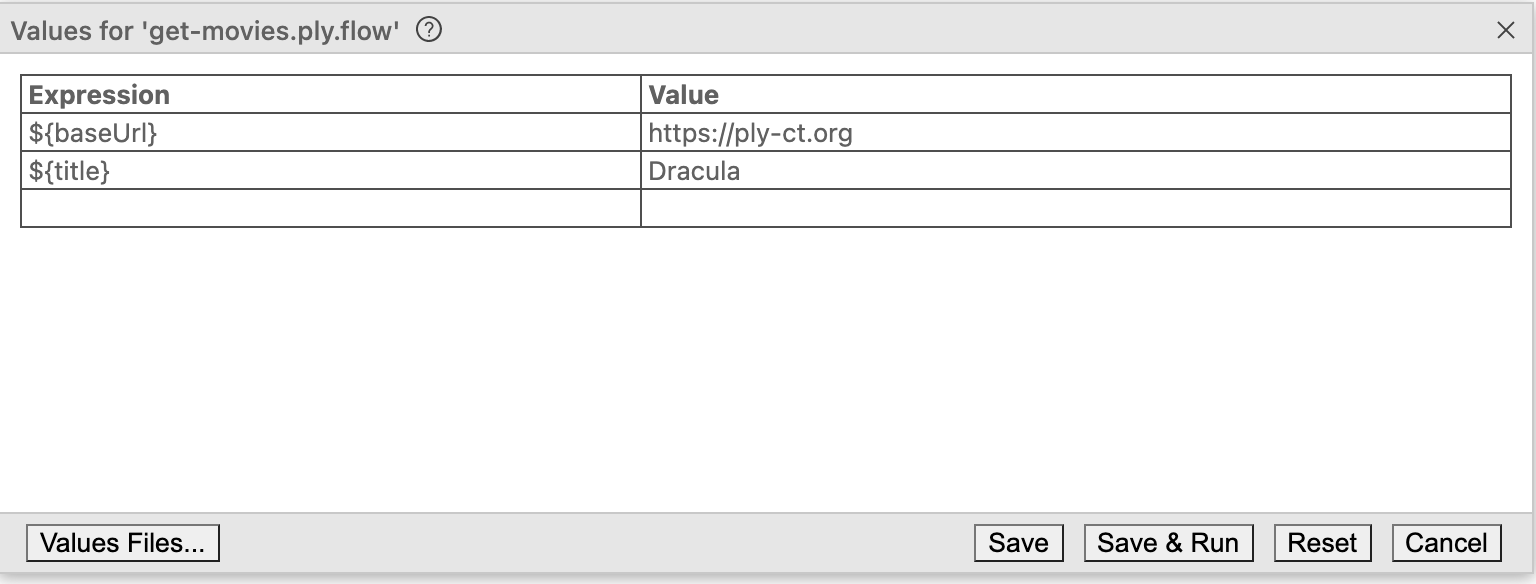 Values for 'get-movies.ply.flow' ?
Expression Value
${baseUrl} https://ply-ct.org
${title} Dracula
Values Files... Save Save & Run Reset Cancel